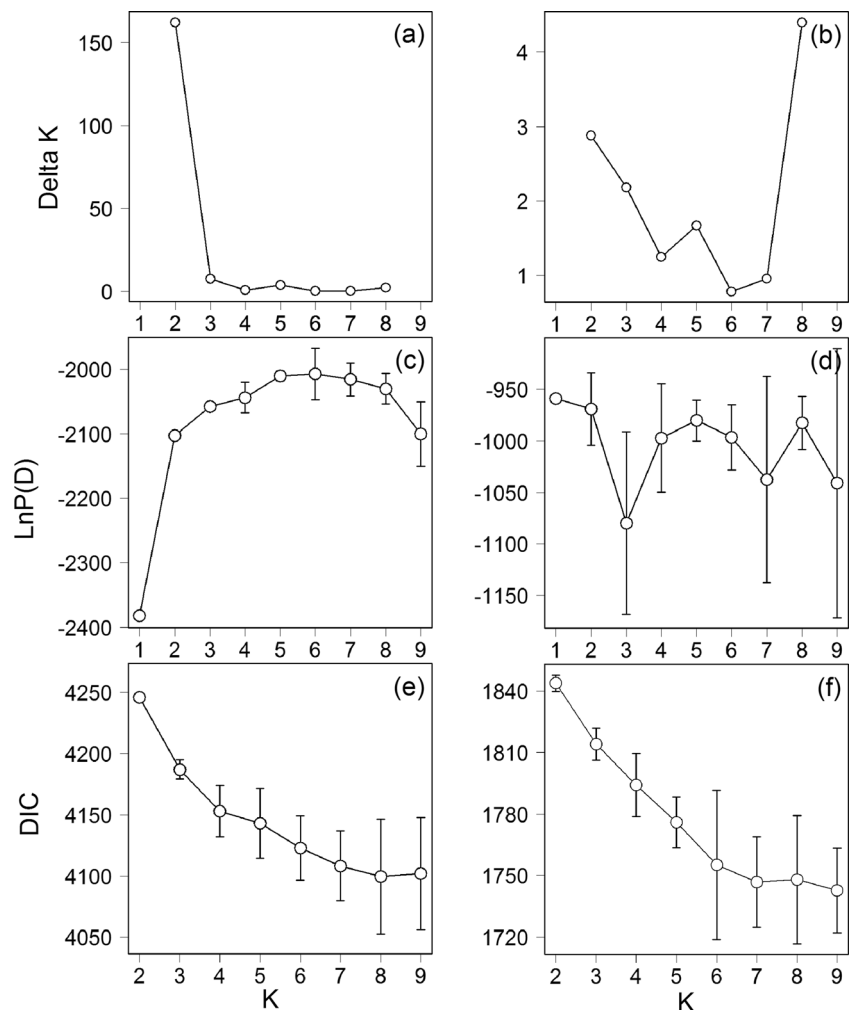 (a)
Delta K
150
100
50
0
1 2 3 4 5 6 7 8 9
(b)
4
3
2
1
1 2 3 4 5 6 7 8 9
(c)
LnP(D)
-2000
-2100
-2200
-2300
-2400
1 2 3 4 5 6 7 8 9
(d)
-950
-1000
-1050
-1100
-1150
1 2 3 4 5 6 7 8 9
(e)
DIC
4250
4200
4150
4100
4050
2 3 4 5 6 7 8 9
K
(f)
1840
1810
1780
1750
1720
2 3 4 5 6 7 8 9
K